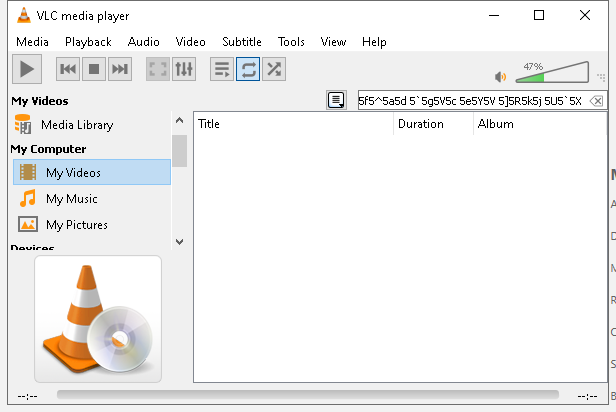 VLC media player
Media Playback Audio Video Subtitle Tools View Help
47%
My Videos
5f5^5a5d 5`5g5V5c 5e5Y5V 5]5R5k5j 5U5`5X
Media Library
Title Duration Album
My Computer
My Videos
My Music
My Pictures
Devices
--:-- --:--